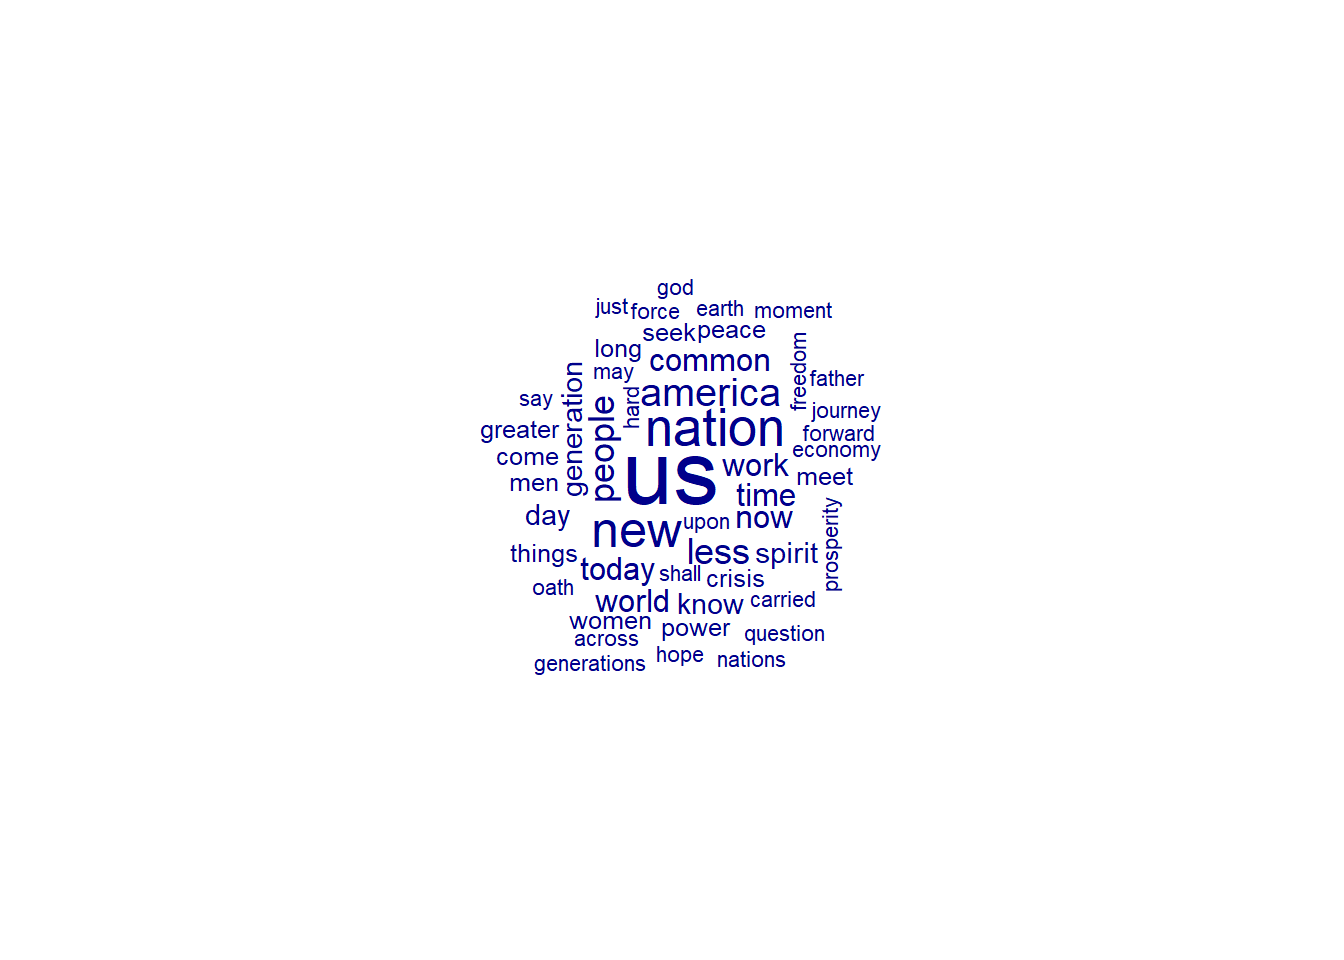 god
just
force
earth
moment
seek
peace
long
common
may
freedom
father
america
hard
say
generation
people
journey
greater
nation
forward
economy
come
us
work
meet
men
time
day
new
upon
now
prosperity
things
less
spirit
today
shall
crisis
oath
world
know
carried
women
power
question
across
generations
hope
nations